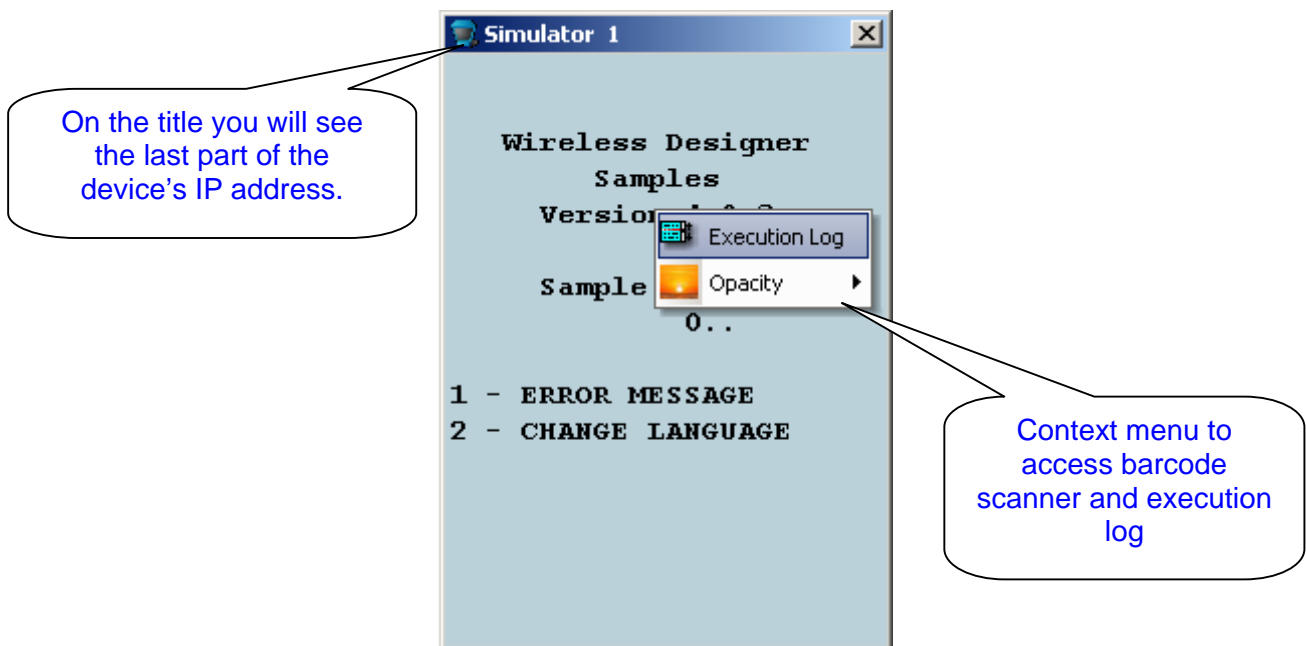 Simulator 1
On the title you will see
the last part of the
device's IP address.
Wireless Designer
Samples
Version
Execution Log
Sample
Opacity
0..
1 - ERROR MESSAGE
2 - CHANGE LANGUAGE
Context menu to
access barcode
scanner and execution
log